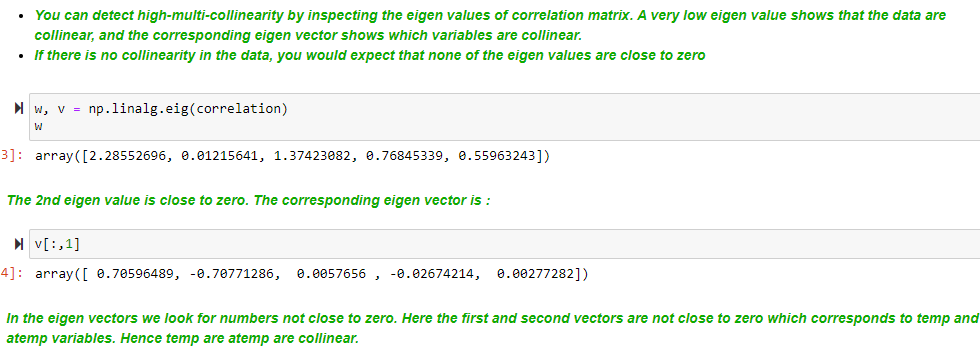 • You can detect high-multi-collinearity by inspecting the eigen values of correlation matrix. A very low eigen value shows that the data are
collinear, and the corresponding eigen vector shows which variables are collinear.
• If there is no collinearity in the data, you would expect that none of the eigen values are close to zero
w, v = np.linalg.eig(correlation)
w
3]: array([2.28552696, 0.01215641, 1.37423082, 0.76845339, 0.55963243])
The 2nd eigen value is close to zero. The corresponding eigen vector is :
v[:,1]
4]: array([ 0.70596489, -0.70771286,  0.0057656 , -0.02674214,  0.00277282])
In the eigen vectors we look for numbers not close to zero. Here the first and second vectors are not close to zero which corresponds to temp and
atemp variables. Hence temp are atemp are collinear.